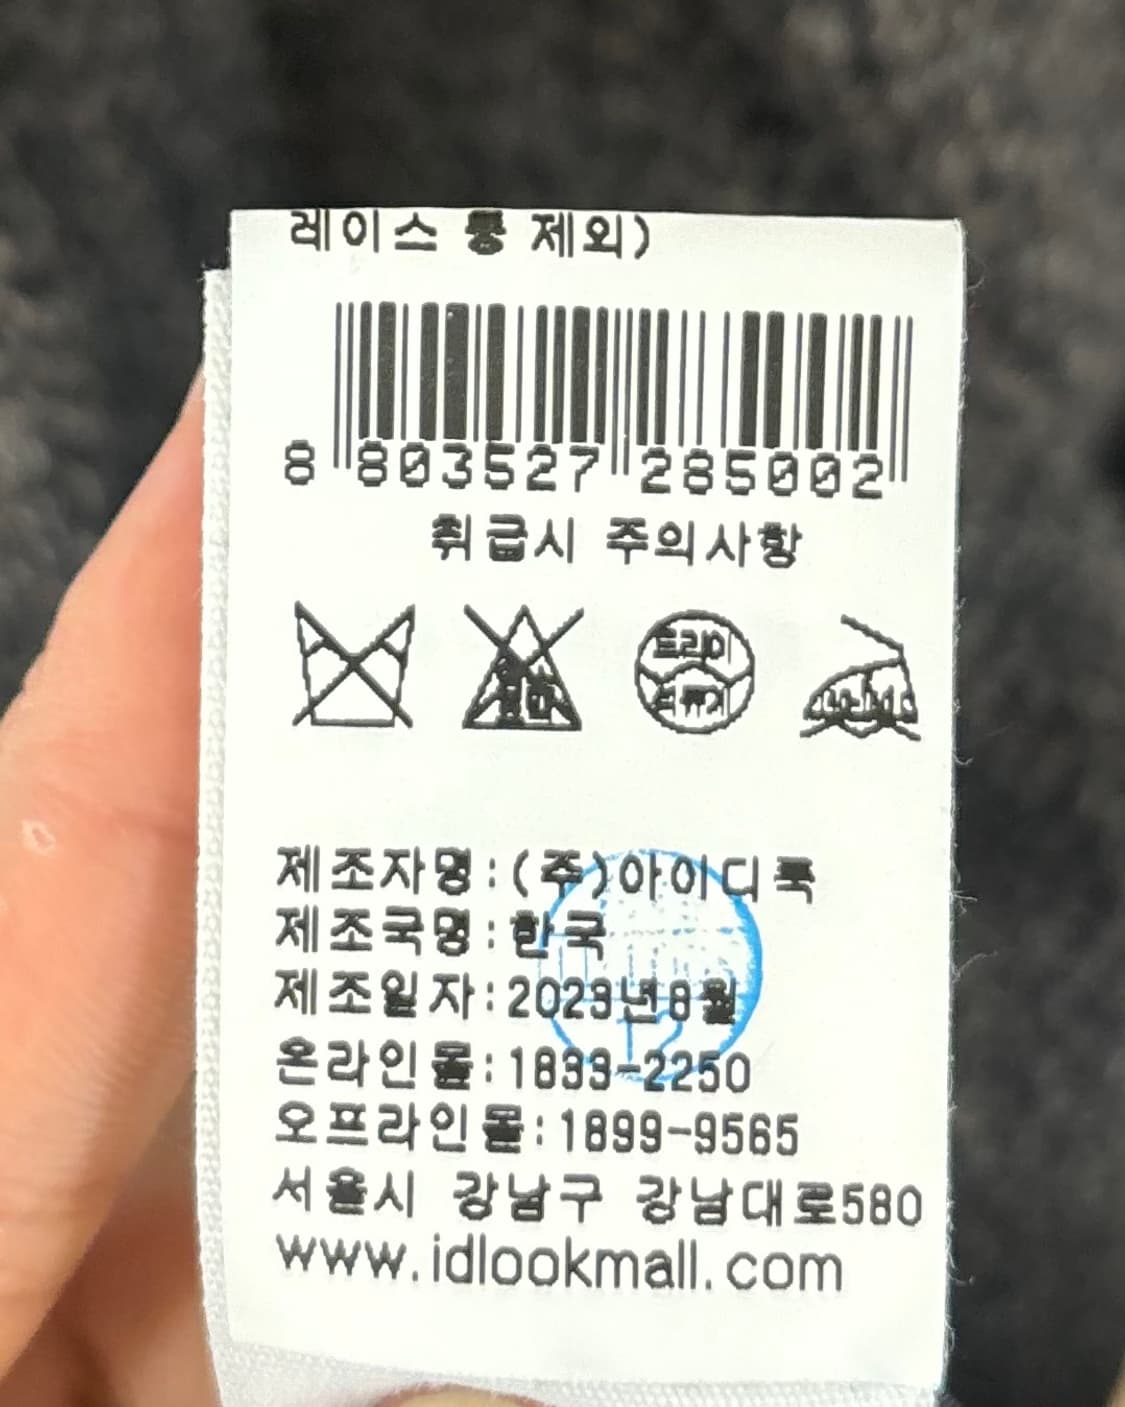 레이스 등 제외)
8 803527 285002
취급시 주의사항
드라이
석유계
제조자명:(주)아이디룩
제조국명:한국
제조일자:2023년8월
온라인몰:1833-2250
오프라인몰:1899-9565
서울시 강남구 강남대로580
www.idlookmall.com